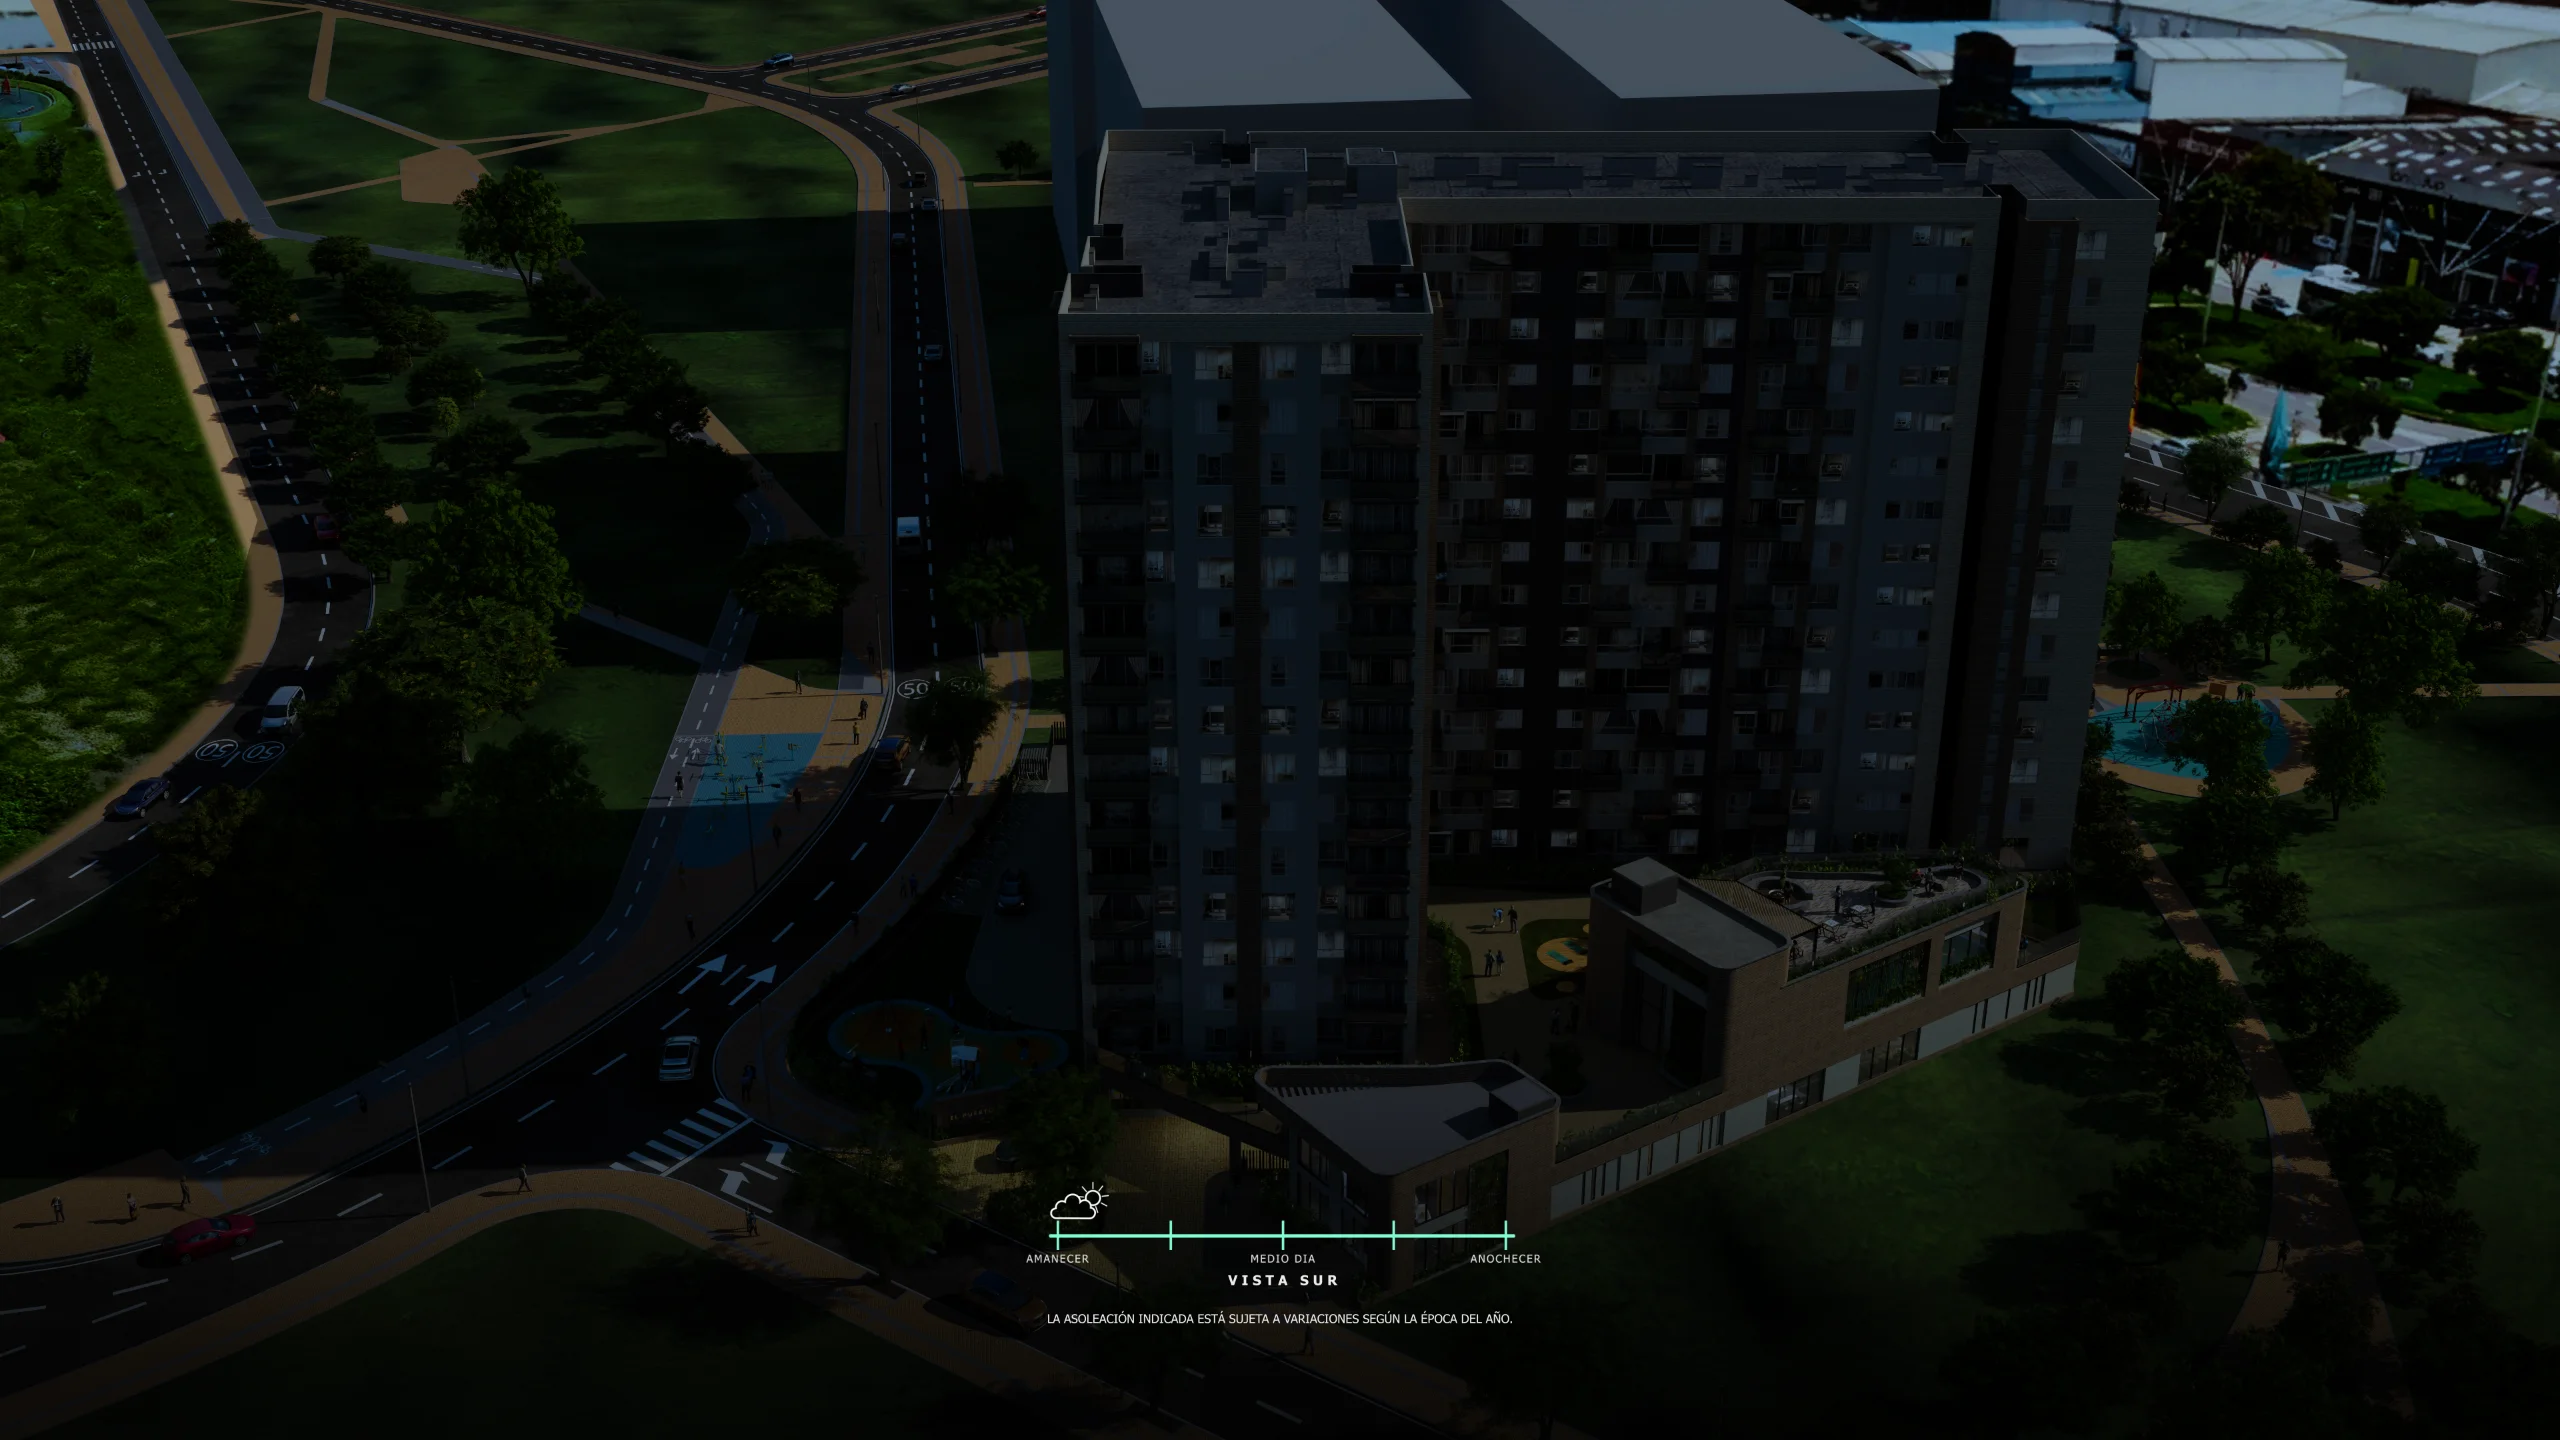 50
50 50
AMANECER MEDIO DIA ANOCHECER
VISTA SUR
LA ASOLEACIÓN INDICADA ESTÁ SUJETA A VARIACIONES SEGÚN LA ÉPOCA DEL AÑO.